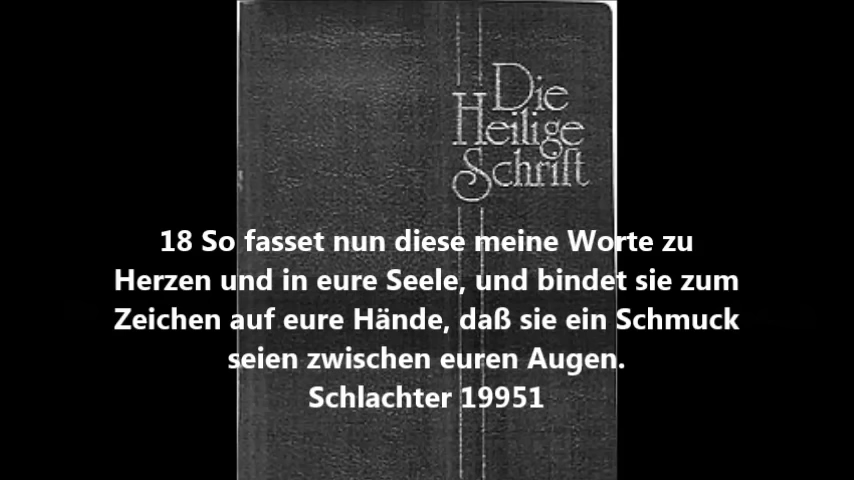 Die
Heilige
Schrift
18 So fasset nun diese meine Worte zu
Herzen und in eure Seele, und bindet sie zum
Zeichen auf eure Hände, daß sie ein Schmuck
seien zwischen euren Augen.
Schlachter 19951